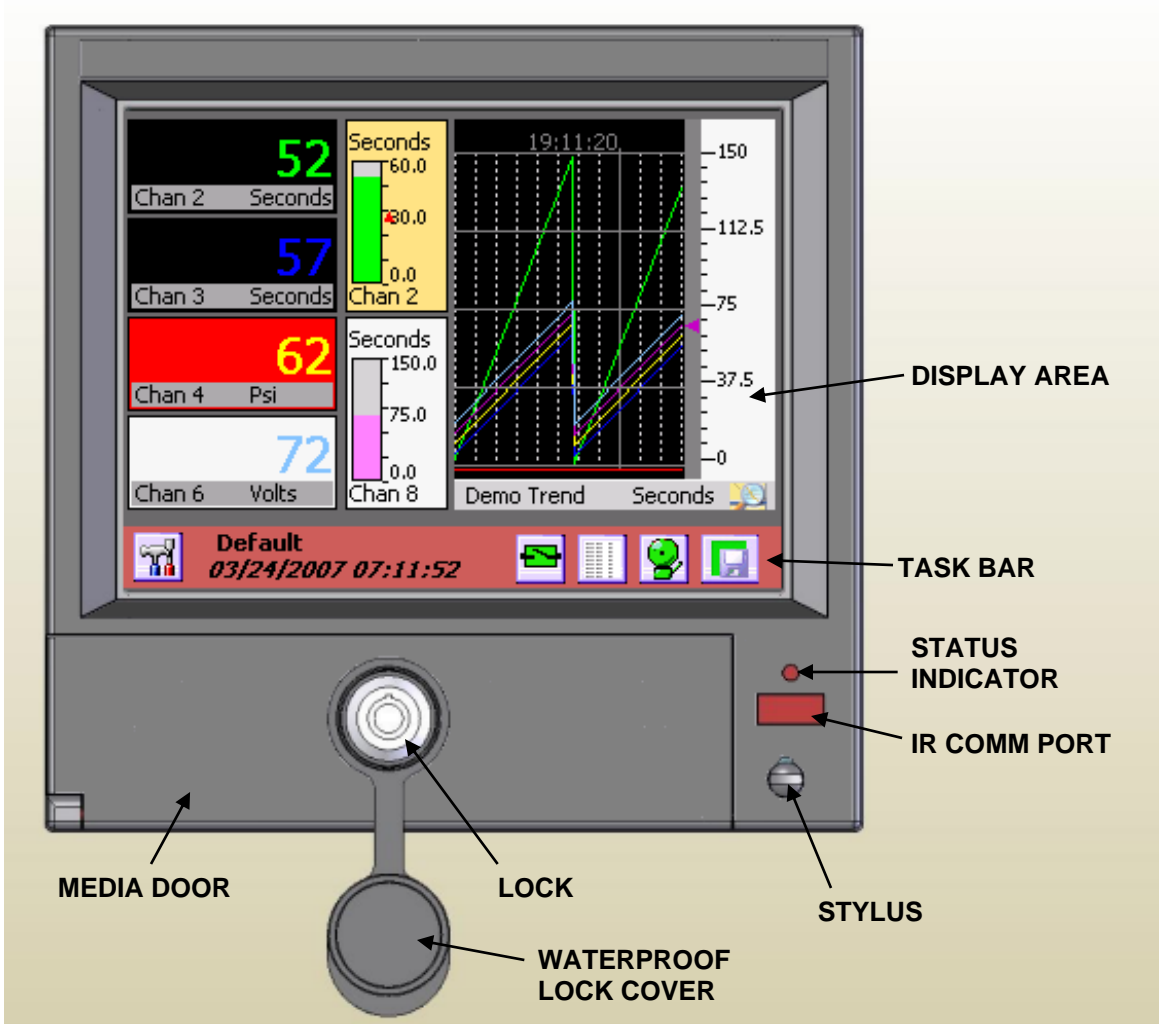 52
Chan 2 Seconds
57
Chan 3 Seconds
62
Chan 4 Psi
72
Chan 6 Volts
Seconds
60.0
30.0
0.0
Chan 2
Seconds
150.0
75.0
0.0
Chan 8
19:11:20
150
112.5
75
37.5
0
Demo Trend Seconds
Default
03/24/2007 07:11:52
DISPLAY AREA
TASK BAR
STATUS
INDICATOR
IR COMM PORT
MEDIA DOOR
LOCK
STYLUS
WATERPROOF
LOCK COVER